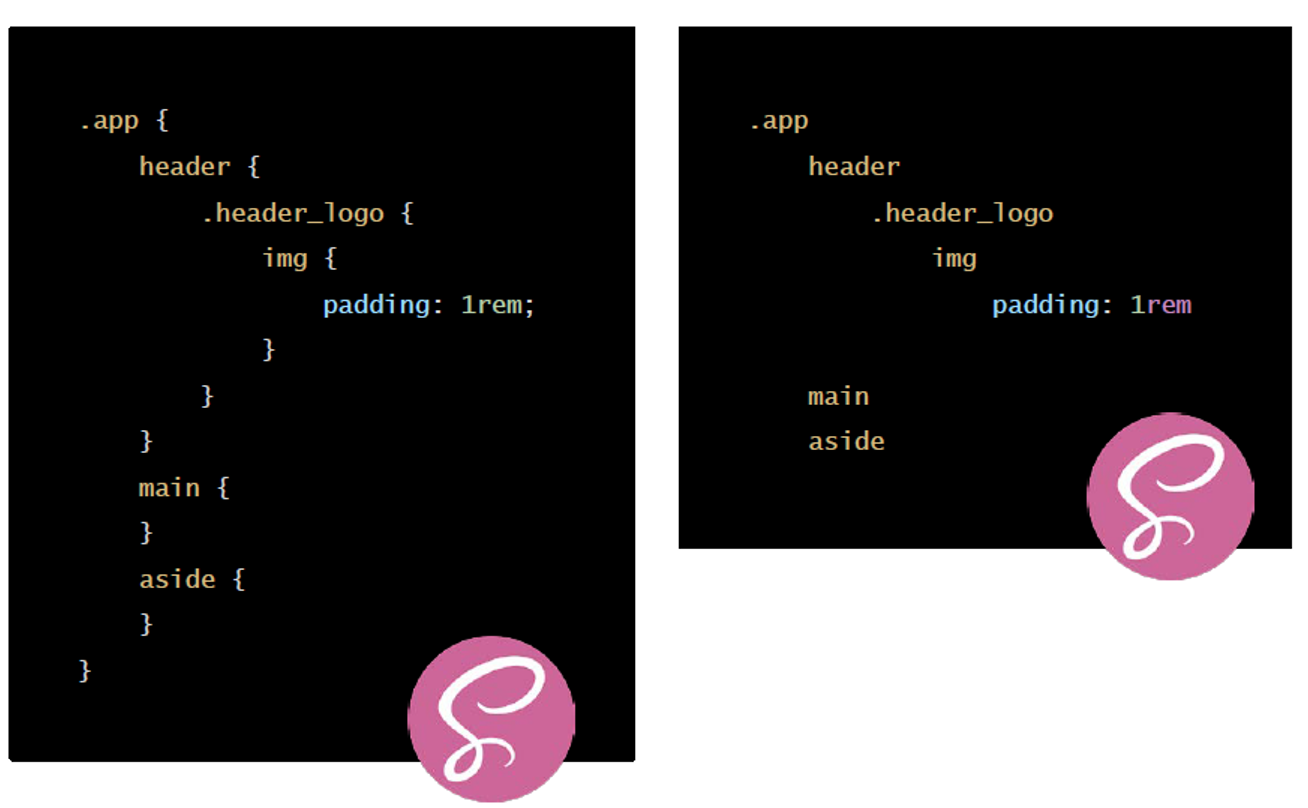 .app {
header {
.header_logo {
img {
padding: 1rem;
}
}
}
main {
}
aside {
}
}
.app
header
.header_logo
img
padding: 1rem
main
aside